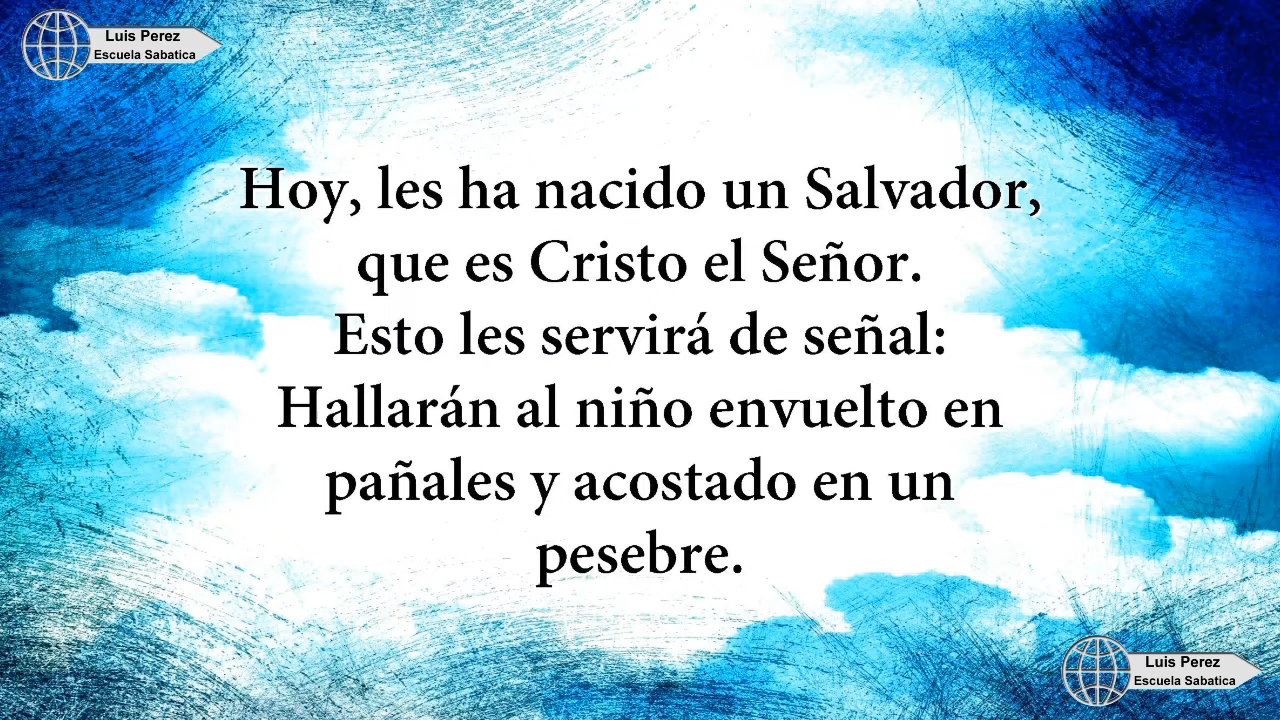 Luis Perez
Escuela Sabatica
Hoy, les ha nacido un Salvador,
que es Cristo el Señor.
Esto les servirá de señal:
Hallarán al niño envuelto en
pañales y acostado en un
pesebre.
Luis Perez
Escuela Sabatica